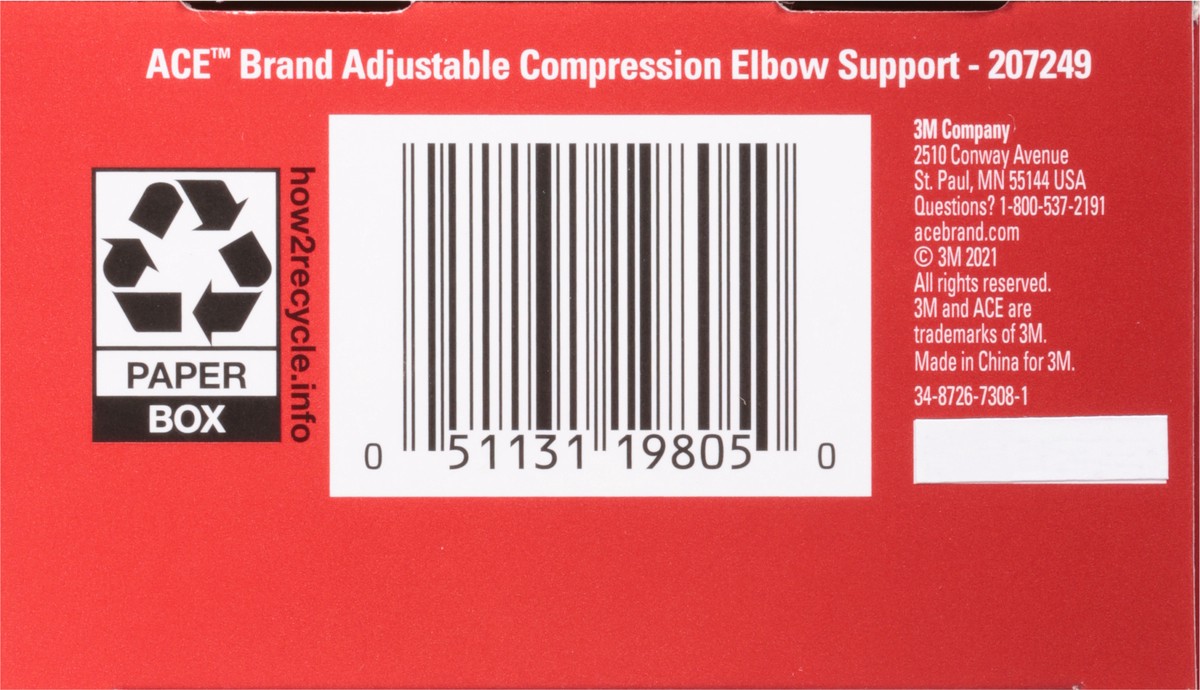 ACE™ Brand Adjustable Compression Elbow Support - 207249
PAPER
BOX
how2recycle.info
0 51131 19805 0
3M Company
2510 Conway Avenue
St. Paul, MN 55144 USA
Questions? 1-800-537-2191
acebrand.com
© 3M 2021
All rights reserved.
3M and ACE are
trademarks of 3M.
Made in China for 3M.
34-8726-7308-1